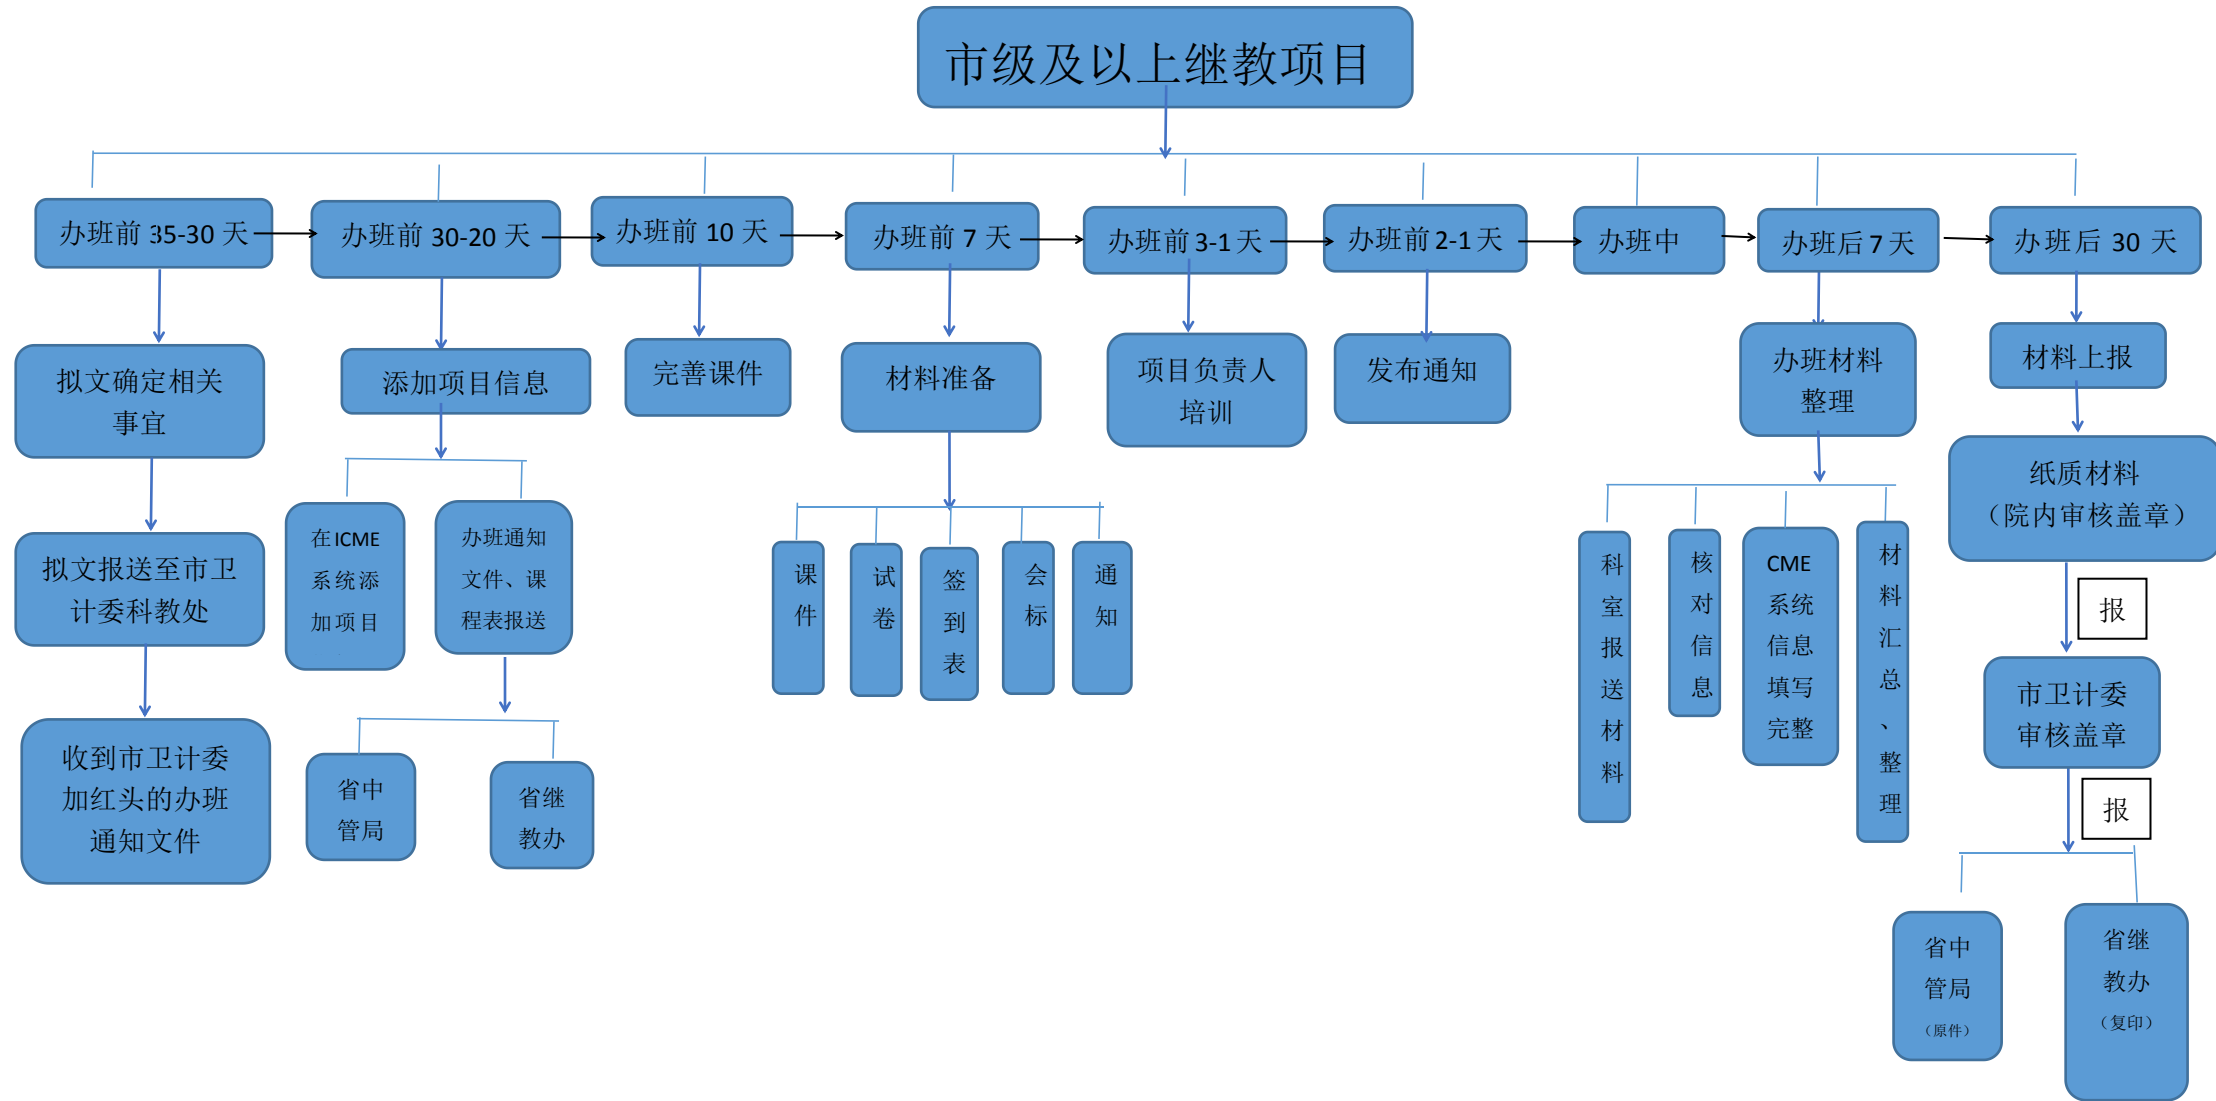 市级及以上继教项目
办班前 35-30 天
办班前 30-20 天
办班前 10 天
办班前 7 天
办班前 3-1 天
办班前 2-1 天
办班中
办班后 7 天
办班后 30 天
拟文确定相关
事宜
拟文报送至市卫
计委科教处
收到市卫计委
加红头的办班
通知文件
添加项目信息
在ICME
系统添
加项目
办班通知
文件、课
程表报送
省中
管局
省继
教办
完善课件
材料准备
课件
试卷
签到表
会标
通知
项目负责人
培训
发布通知
办班材料
整理
科室报送材料
核对信息
CME
系统
信息
填写
完整
材料汇总、整理
材料上报
纸质材料
（院内审核盖章）
报
市卫计委
审核盖章
报
省中
管局
（原件）
省继
教办
（复印）